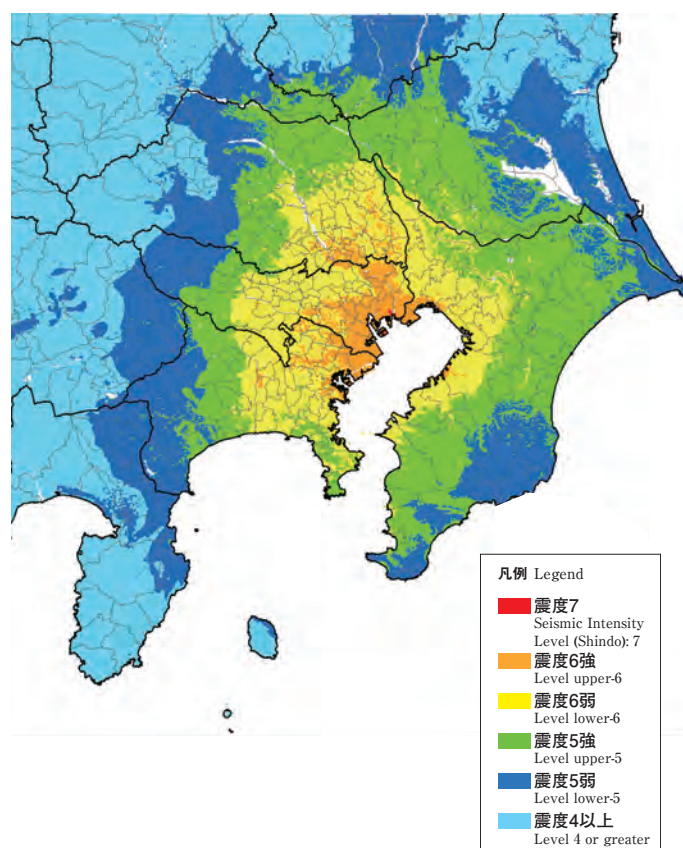 凡例 Legend
震度7
Seismic Intensity
Level (Shindo): 7
震度6強
Level upper-6
震度6弱
Level lower-6
震度5強
Level upper-5
震度5弱
Level lower-5
震度4以上
Level 4 or greater